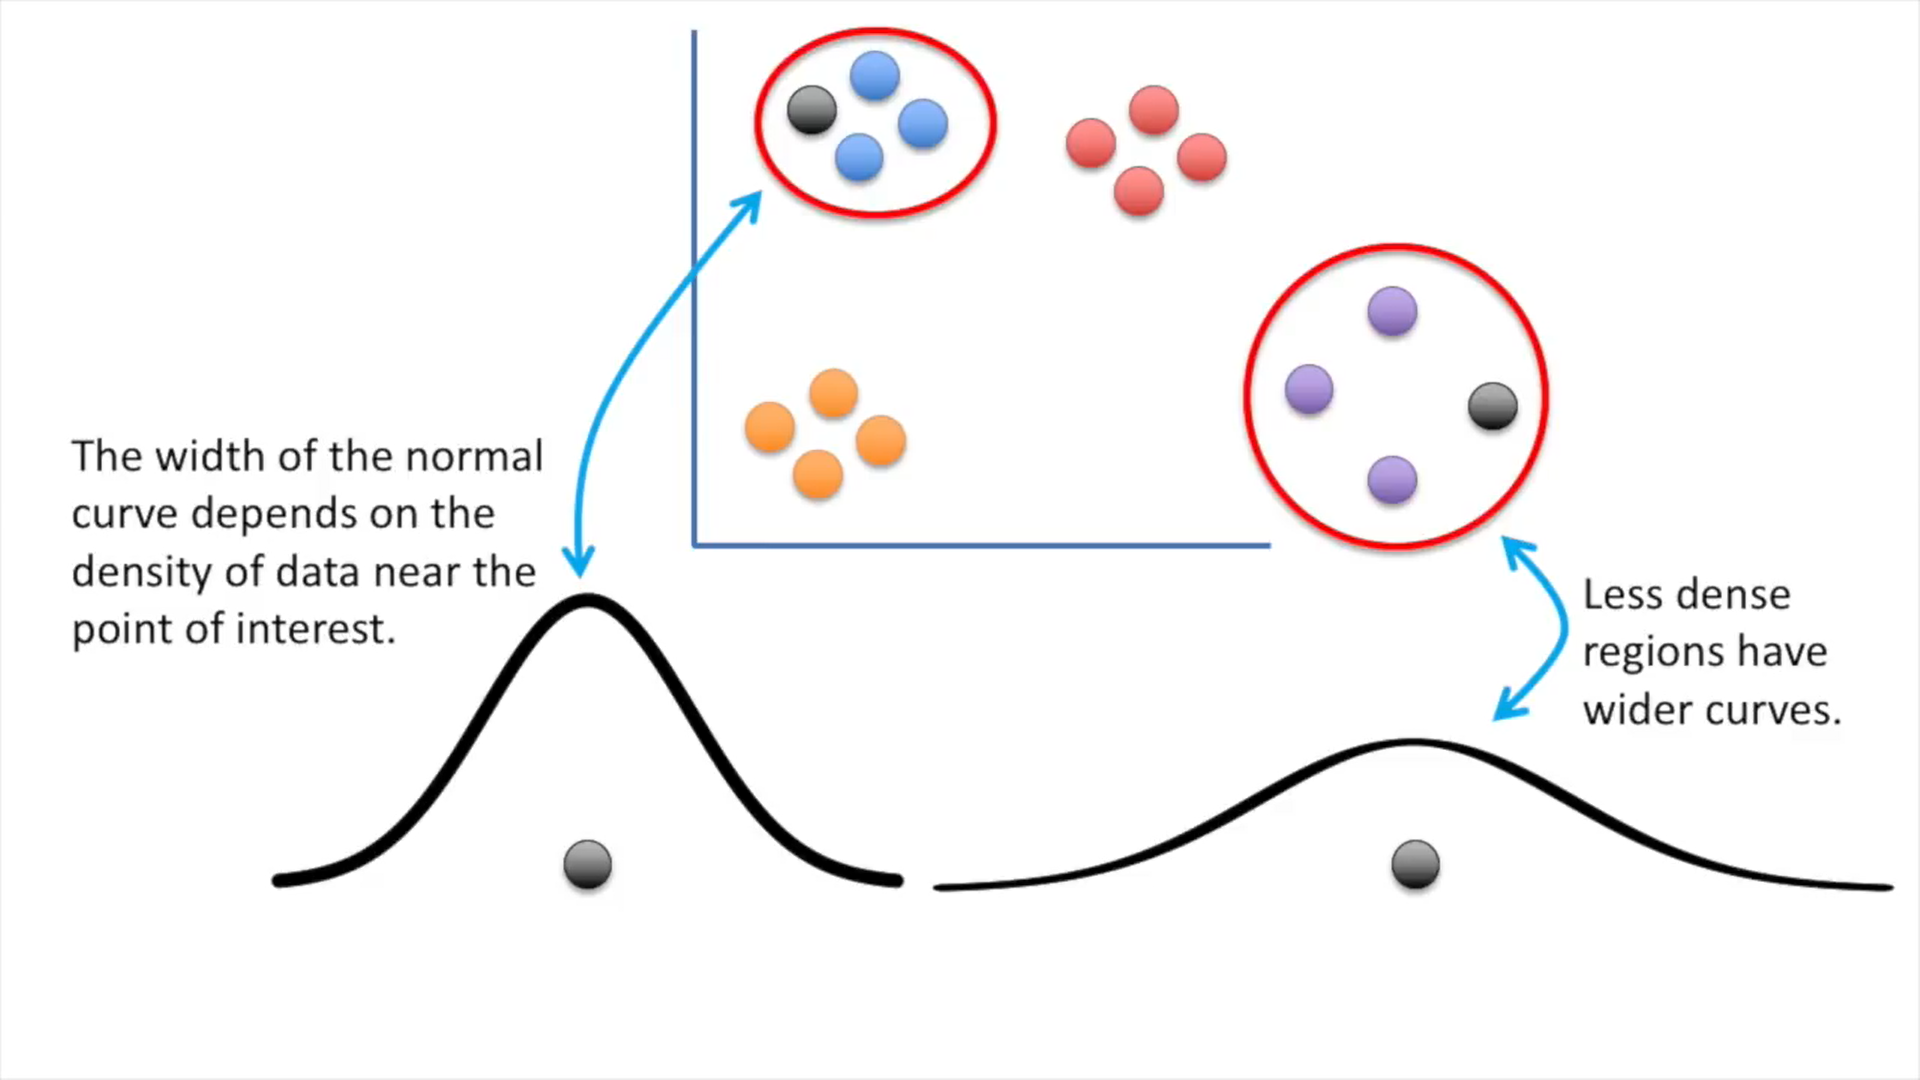 The width of the normal
curve depends on the
density of data near the
point of interest.
Less dense
regions have
wider curves.